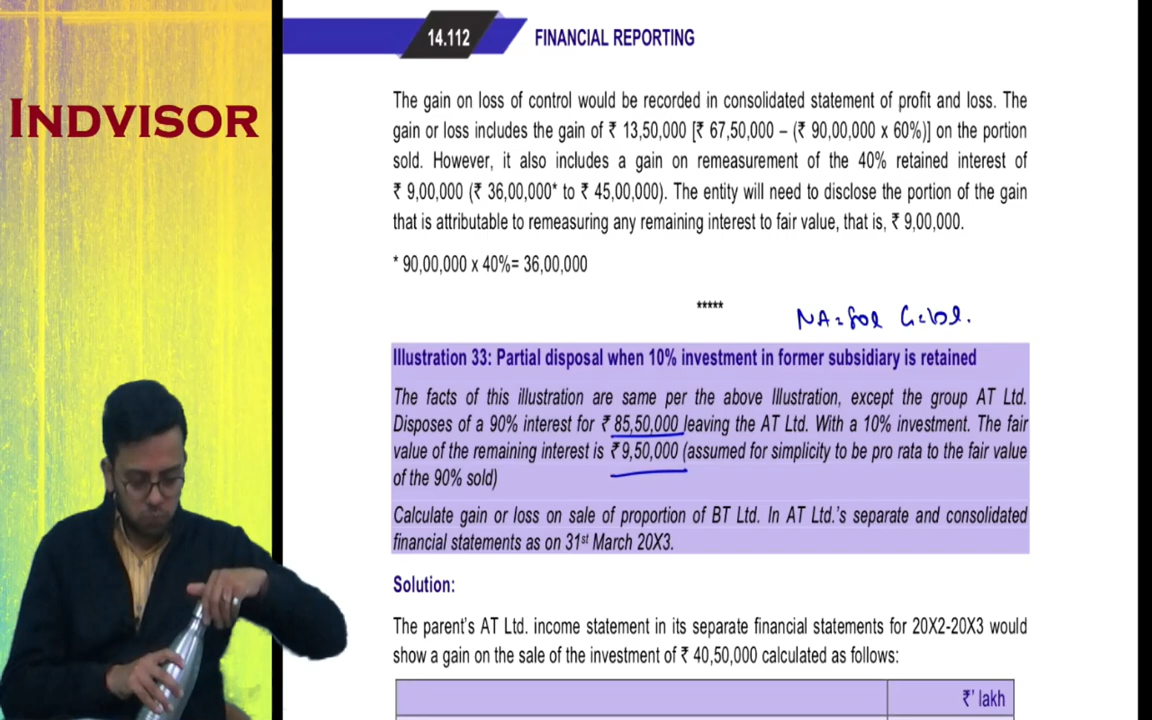 14.112 FINANCIAL REPORTING
INDVISOR
The gain on loss of control would be recorded in consolidated statement of profit and loss. The
gain or loss includes the gain of ₹ 13,50,000 [₹ 67,50,000 – (₹ 90,00,000 x 60%)] on the portion
sold. However, it also includes a gain on remeasurement of the 40% retained interest of
₹ 9,00,000 (₹ 36,00,000* to ₹ 45,00,000). The entity will need to disclose the portion of the gain
that is attributable to remeasuring any remaining interest to fair value, that is, ₹ 9,00,000.
* 90,00,000 x 40%= 36,00,000
*****
Illustration 33: Partial disposal when 10% investment in former subsidiary is retained
The facts of this illustration are same per the above Illustration, except the group AT Ltd.
Disposes of a 90% interest for ₹ 85,50,000 leaving the AT Ltd. With a 10% investment. The fair
value of the remaining interest is ₹ 9,50,000 (assumed for simplicity to be pro rata to the fair value
of the 90% sold)
Calculate gain or loss on sale of proportion of BT Ltd. In AT Ltd.'s separate and consolidated
financial statements as on 31st March 20X3.
Solution:
The parent's AT Ltd. income statement in its separate financial statements for 20X2-20X3 would
show a gain on the sale of the investment of ₹ 40,50,000 calculated as follows:
₹' lakh